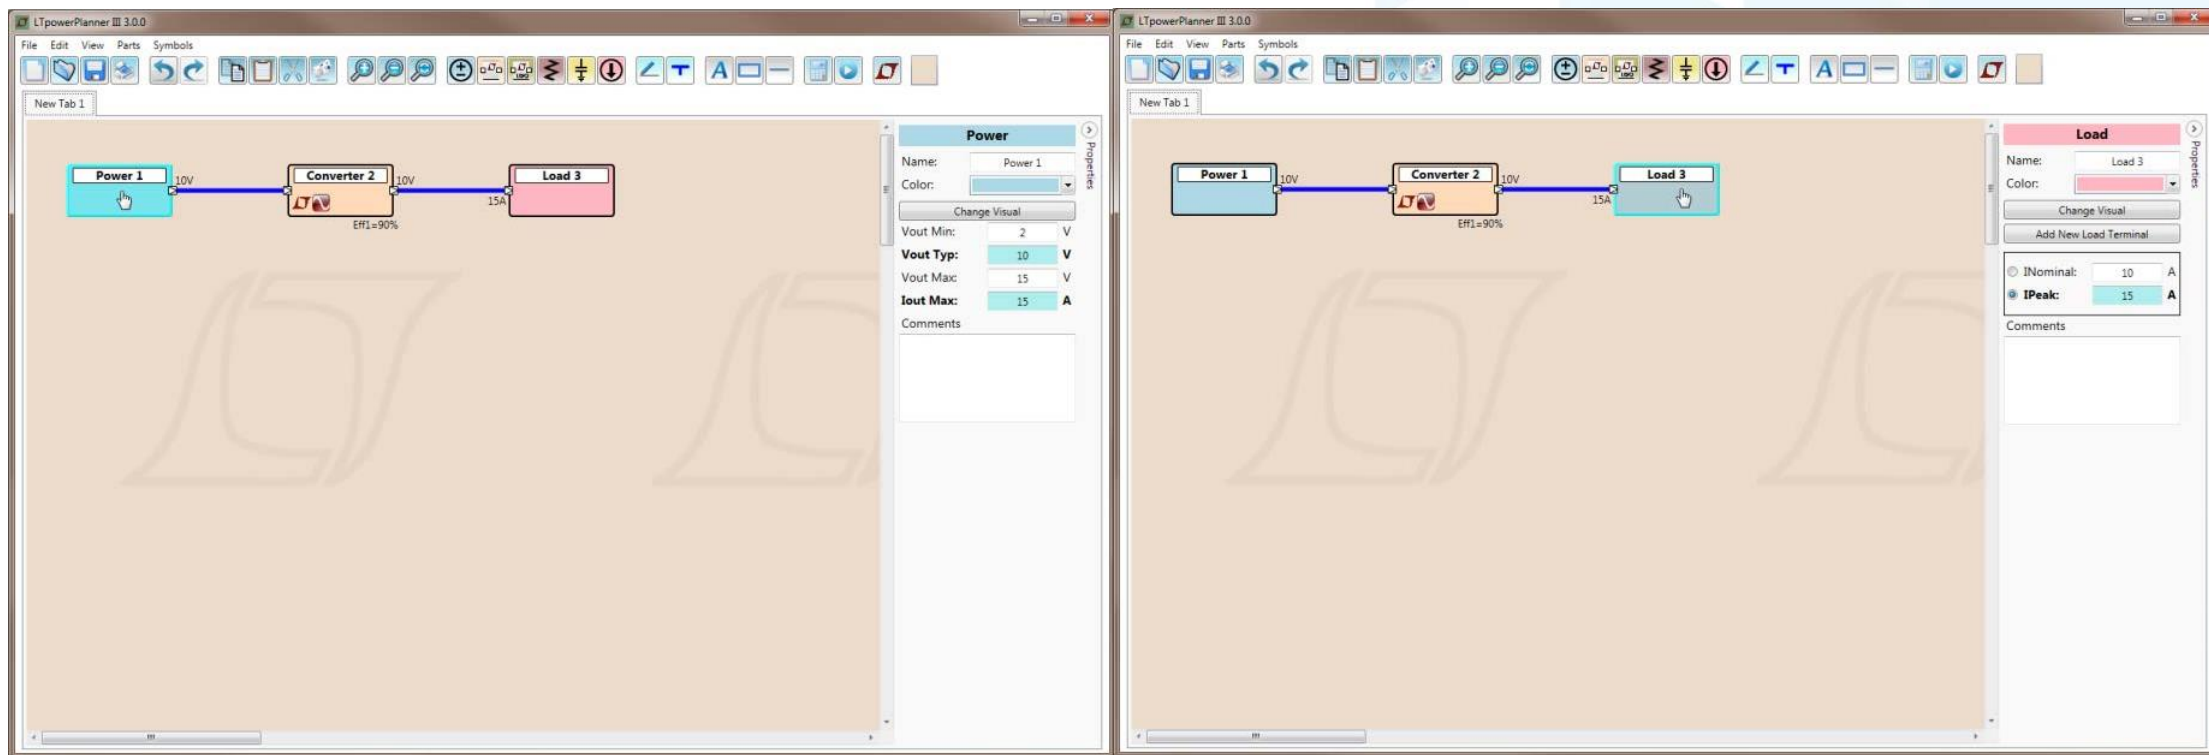 LTpowerPlanner III 3.0.0
File Edit View Parts Symbols
New Tab 1
Power 1
10V
Converter 2
10V
Eff1=90%
15A
Load 3
Power
Properties
Name: Power 1
Color:
Change Visual
Vout Min: 2 V
Vout Typ: 10 V
Vout Max: 15 V
Iout Max: 15 A
Comments
LTpowerPlanner III 3.0.0
File Edit View Parts Symbols
New Tab 1
Power 1
10V
Converter 2
10V
Eff1=90%
15A
Load 3
Load
Properties
Name: Load 3
Color:
Change Visual
Add New Load Terminal
INominal: 10 A
IPeak: 15 A
Comments